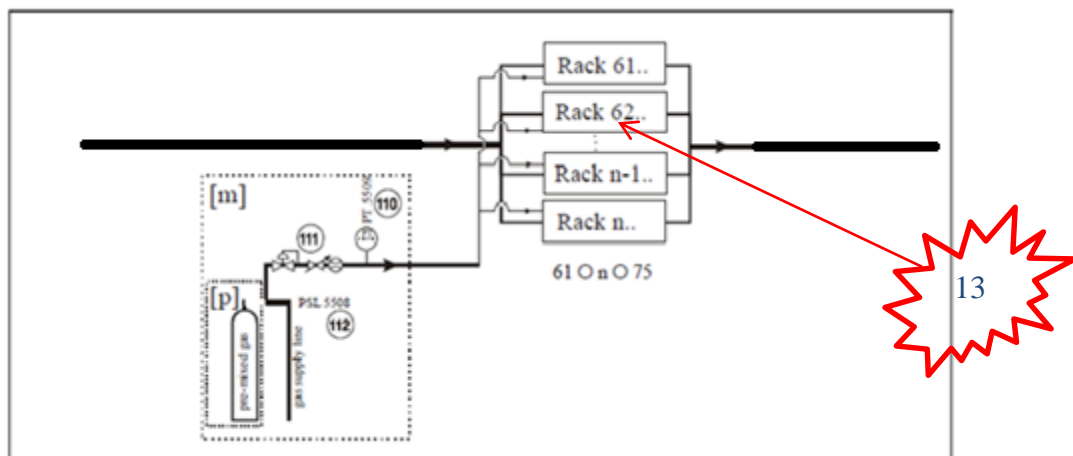 Rack 61..
Rack 62..
Rack n-1..
Rack n..
61 O n O 75
[m]
PT 5509
110
111
[p]
PSL 5508
112
pre-mixed gas
gas supply line
13